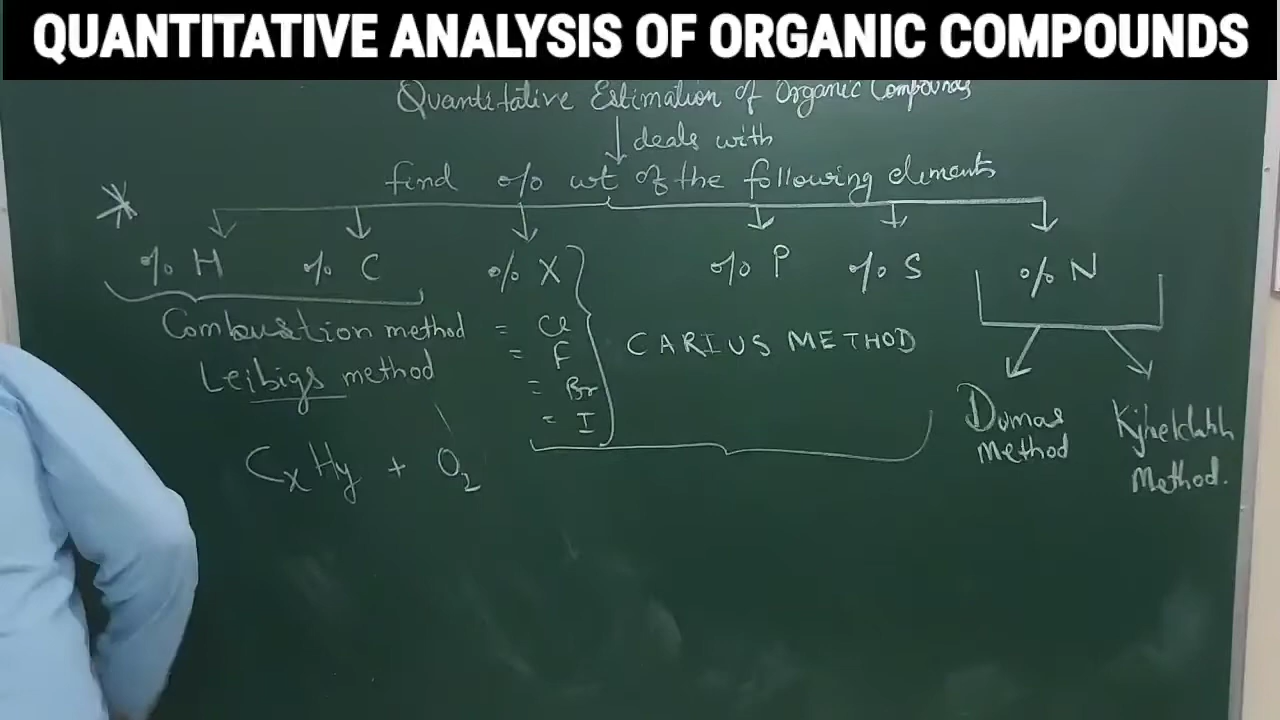 QUANTITATIVE ANALYSIS OF ORGANIC COMPOUNDS
Quantitative Estimation of Organic Compounds
deals with
find % wt of the following elements
% H % C % X % P % S % N
Combustion method
Leibigs method
= Cl
= F
= Br
= I
CARIUS METHOD
Dumas
Method
Kjheldahh
Method.
CxHy + O2